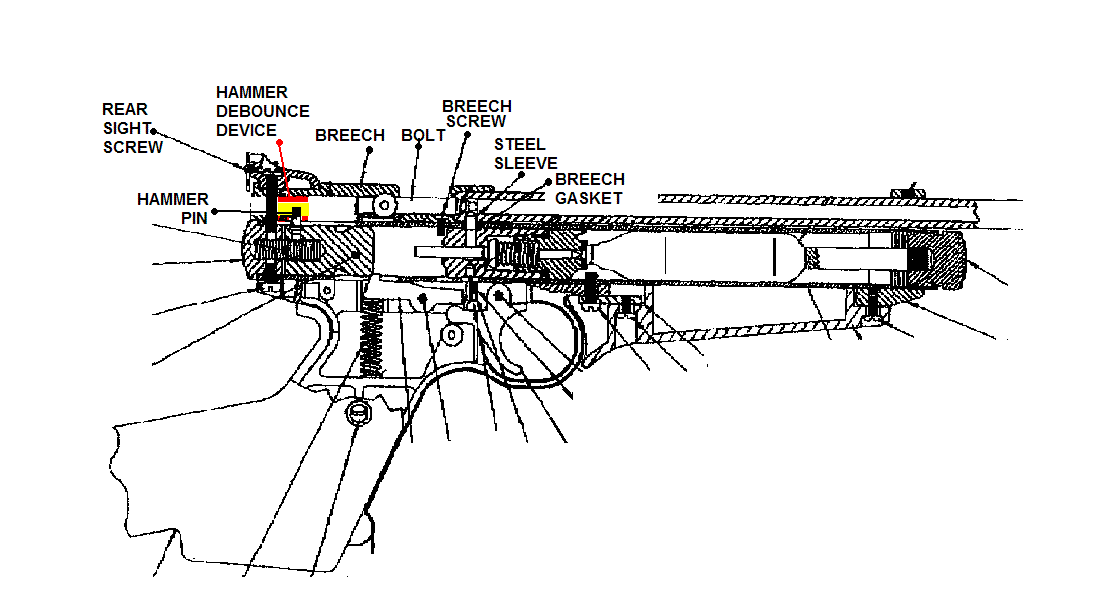 HAMMER
DEBOUNCE
DEVICE
REAR
SIGHT
SCREW
BREECH
BOLT
BREECH
SCREW
STEEL
SLEEVE
BREECH
GASKET
HAMMER
PIN